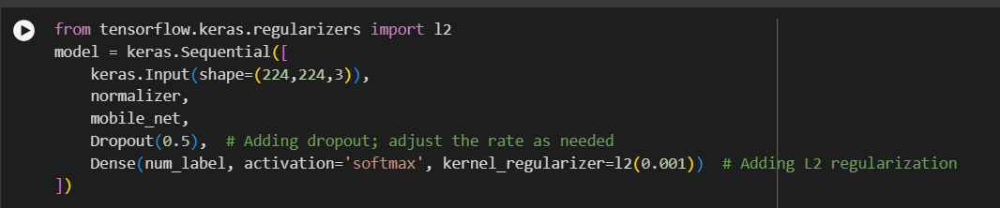 from tensorflow.keras.regularizers import l2
model = keras.Sequential([
    keras.Input(shape=(224,224,3)),
    normalizer,
    mobile_net,
    Dropout(0.5),  # Adding dropout; adjust the rate as needed
    Dense(num_label, activation='softmax', kernel_regularizer=l2(0.001))  # Adding L2 regularization
])